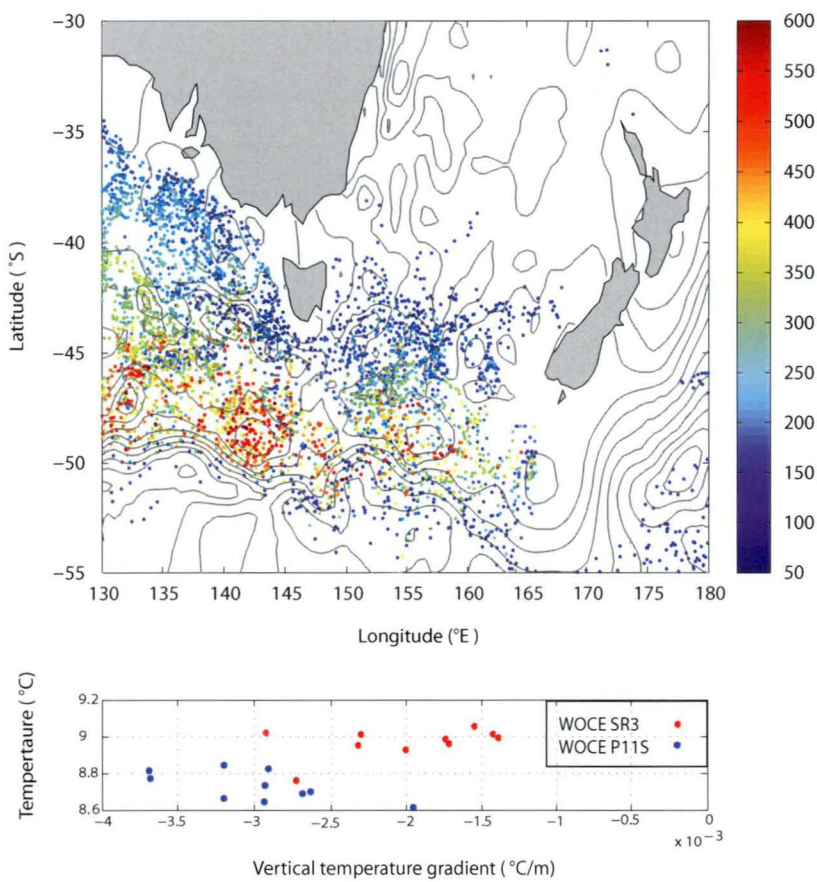 −30
−35
−40
−45
−50
−55
Latitude ( °S )
130 135 140 145 150 155 160 165 170 175 180
Longitude (°E )
600
550
500
450
400
350
300
200
150
100
50
9.2
9
8.8
8.6
Tempertaure ( °C)
−4 −3.5 −3 −2.5 −2 −1.5 −1 −0.5 0
x 10⁻³
WOCE SR3
WOCE P11S
Vertical temperature gradient ( °C/m)